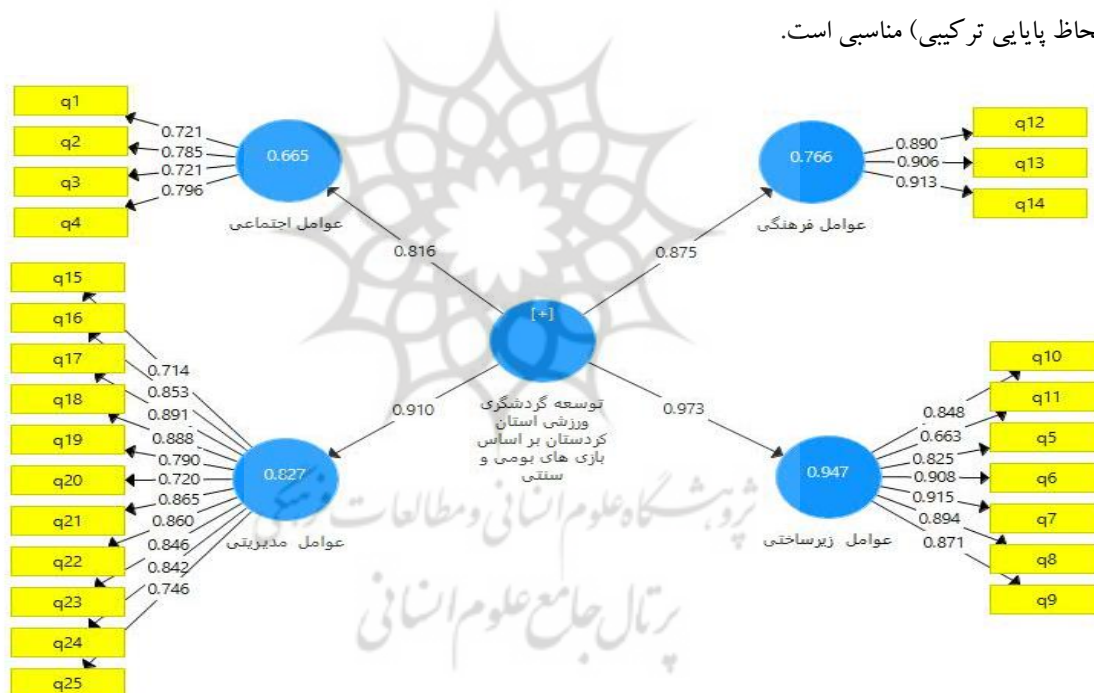 حاظ پایایی ترکیبی) مناسبی است.
q1
q2
q3
q4
0.721
0.785
0.721
0.796
0.665
عوامل اجتماعی
0.816
q12
q13
q14
0.890
0.906
0.913
0.766
عوامل فرهنگی
0.875
[+]
توسعه گردشگری
ورزشی استان
کردستان بر اساس
بازی های بومی و
سنتی
q15
q16
q17
q18
q19
q20
q21
q22
q23
q24
q25
0.714
0.853
0.891
0.888
0.790
0.720
0.865
0.860
0.846
0.842
0.746
0.827
عوامل مدیریتی
0.910
q10
q11
q5
q6
q7
q8
q9
0.848
0.663
0.825
0.908
0.915
0.894
0.871
0.947
عوامل زیرساختی
0.973
پژوهشگاه علوم انسانی و مطالعات فرهنگی
پرتال جامع علوم انسانی